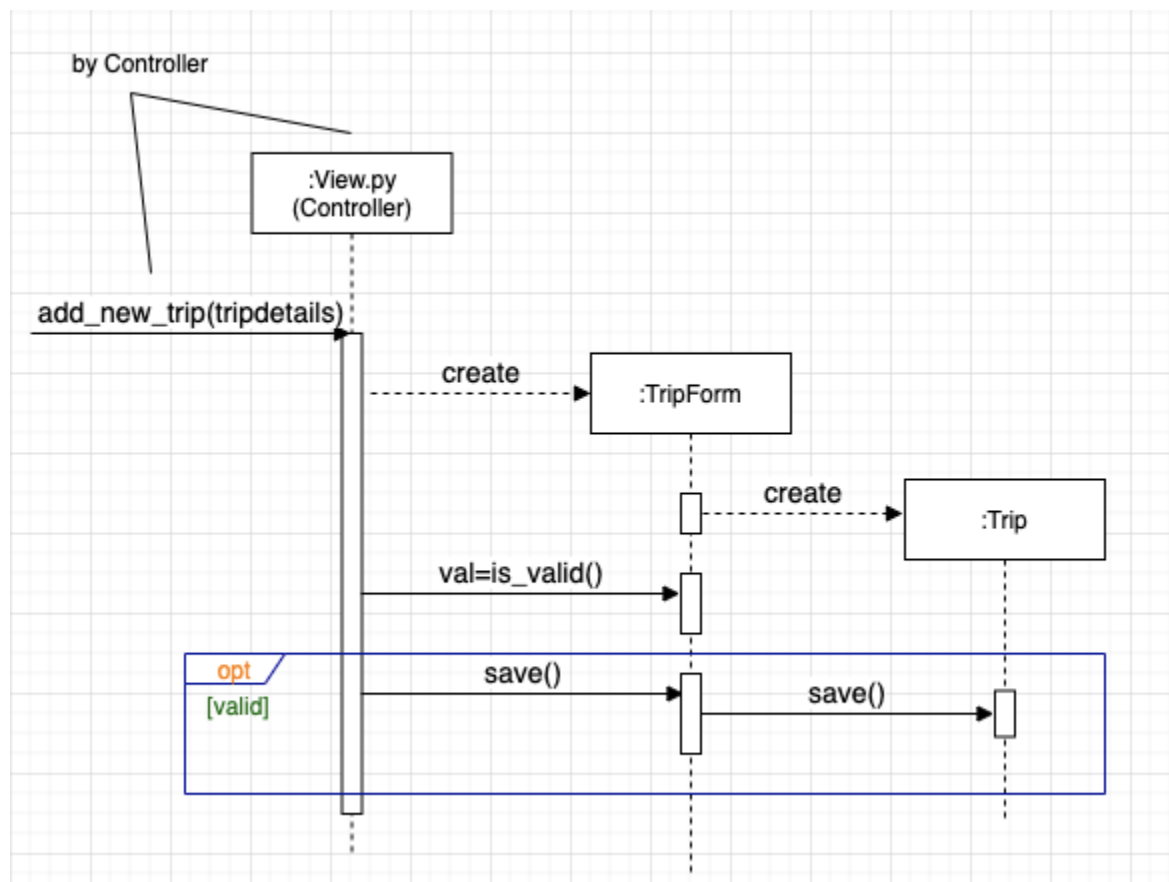 by Controller
:View.py
(Controller)
add_new_trip(tripdetails)
create
:TripForm
create
:Trip
val=is_valid()
opt
save()
[valid]
save()